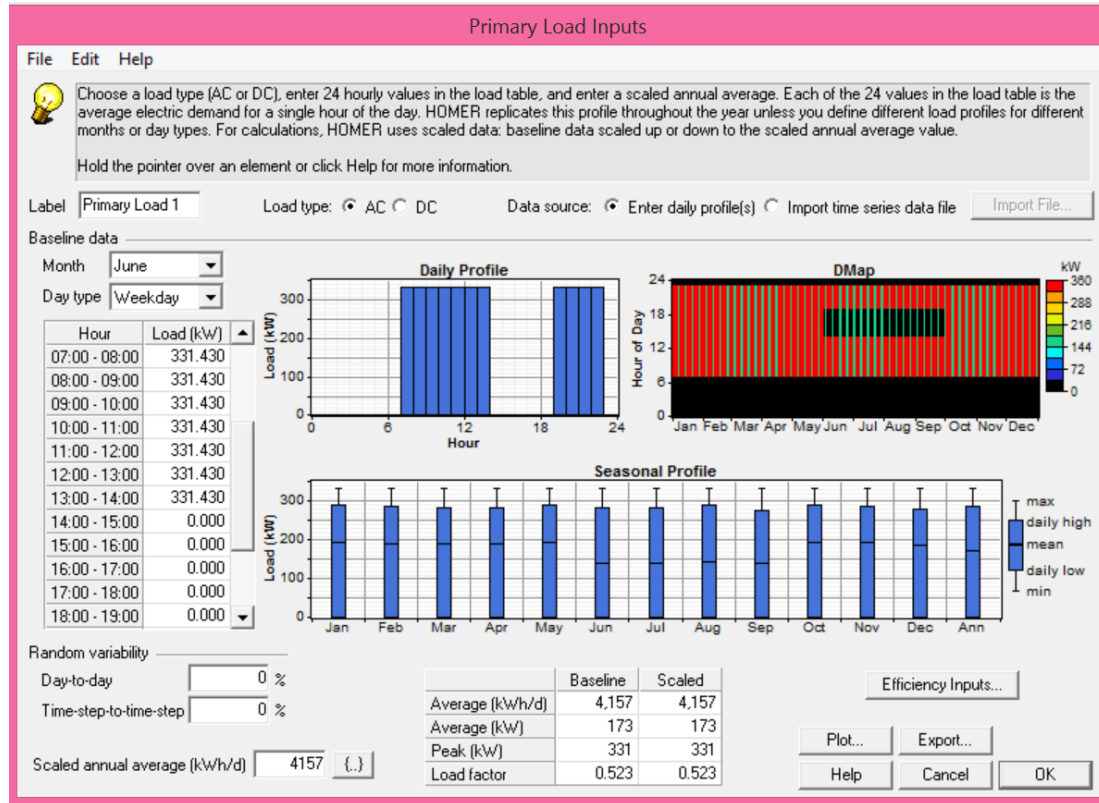 Primary Load Inputs
File Edit Help
Choose a load type (AC or DC), enter 24 hourly values in the load table, and enter a scaled annual average. Each of the 24 values in the load table is the
average electric demand for a single hour of the day. HOMER replicates this profile throughout the year unless you define different load profiles for different
months or day types. For calculations, HOMER uses scaled data: baseline data scaled up or down to the scaled annual average value.
Hold the pointer over an element or click Help for more information.
Label Primary Load 1 Load type: AC DC Data source: Enter daily profile(s) Import time series data file Import File...
Baseline data
Month June
Day type Weekday
Hour Load (kW)
07:00 - 08:00 331.430
08:00 - 09:00 331.430
09:00 - 10:00 331.430
10:00 - 11:00 331.430
11:00 - 12:00 331.430
12:00 - 13:00 331.430
13:00 - 14:00 331.430
14:00 - 15:00 0.000
15:00 - 16:00 0.000
16:00 - 17:00 0.000
17:00 - 18:00 0.000
18:00 - 19:00 0.000
Daily Profile
Load (kW)
300
200
100
0
0 6 12 18 24
Hour
DMap
Hour of Day
24
18
12
6
0
Jan Feb Mar Apr May Jun Jul Aug Sep Oct Nov Dec
kW
360
288
216
144
72
0
Seasonal Profile
Load (kW)
300
200
100
0
Jan Feb Mar Apr May Jun Jul Aug Sep Oct Nov Dec Ann
max
daily high
mean
daily low
min
Random variability
Day-to-day 0 %
Time-step-to-time-step 0 %
Scaled annual average (kWh/d) 4157 {..}
Baseline Scaled
Average (kWh/d) 4,157 4,157
Average (kW) 173 173
Peak (kW) 331 331
Load factor 0.523 0.523
Efficiency Inputs...
Plot... Export...
Help Cancel OK